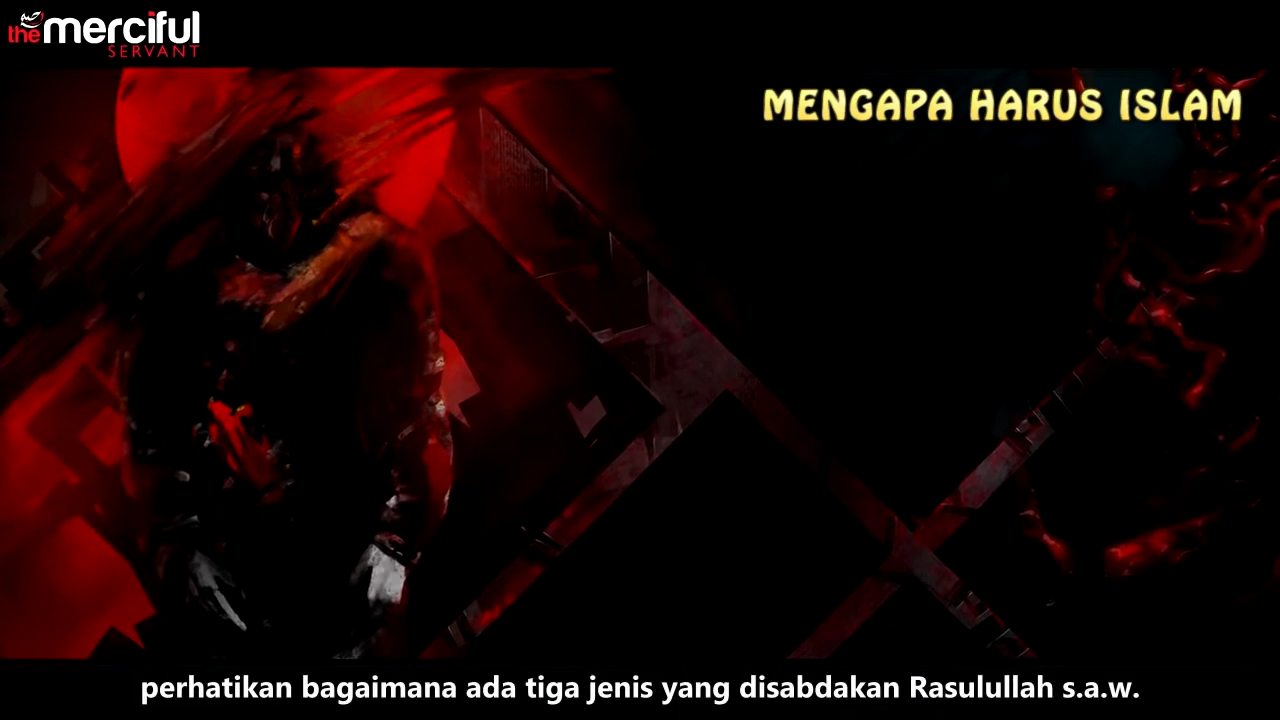 the merciful
SERVANT
MENGAPA HARUS ISLAM
perhatikan bagaimana ada tiga jenis yang disabdakan Rasulullah s.a.w.